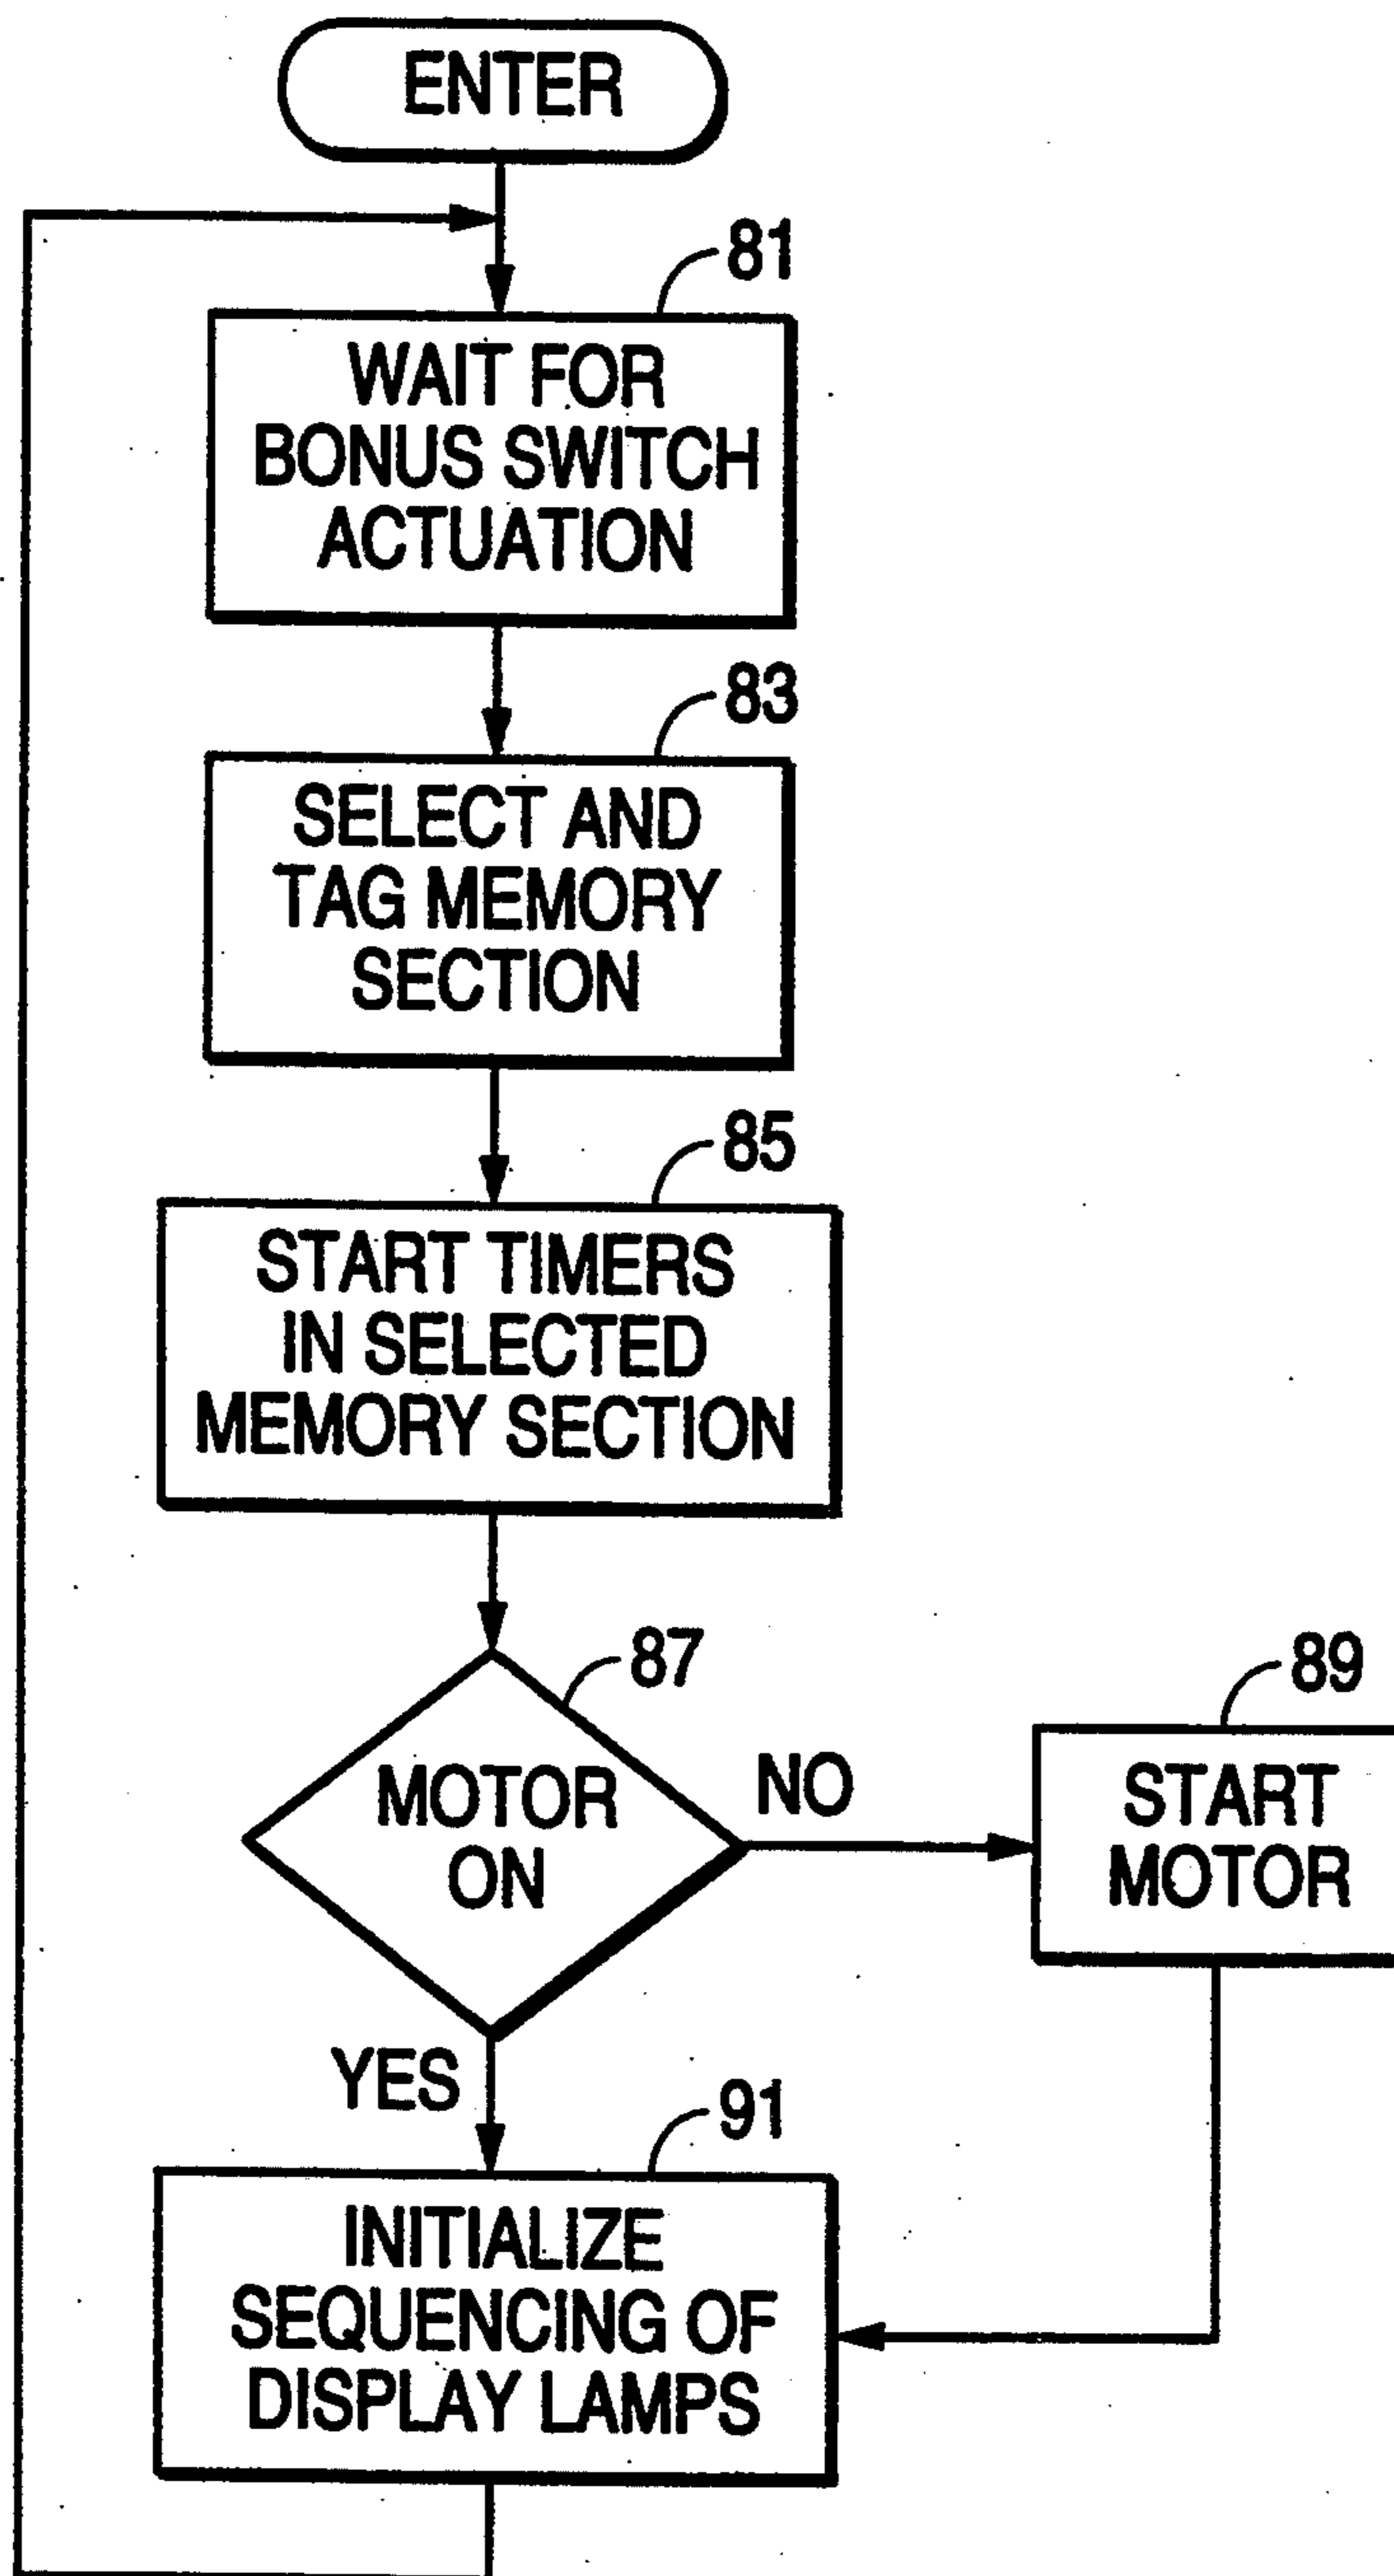 ENTER
81
WAIT FOR
BONUS SWITCH
ACTUATION
83
SELECT AND
TAG MEMORY
SECTION
85
START TIMERS
IN SELECTED
MEMORY SECTION
87
MOTOR
ON
NO
89
START
MOTOR
YES
91
INITIALIZE
SEQUENCING OF
DISPLAY LAMPS